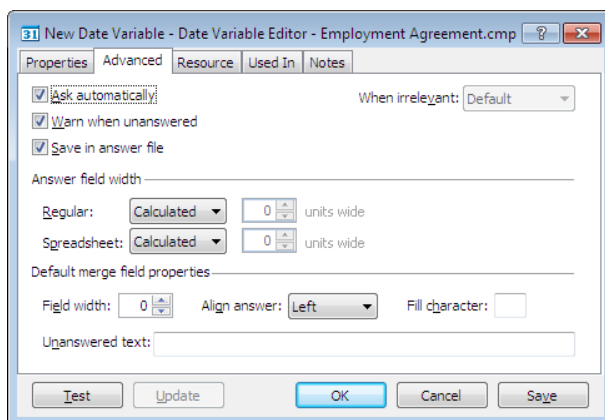 31 New Date Variable - Date Variable Editor - Employment Agreement.cmp ? x
Properties Advanced Resource Used In Notes
Ask automatically When irrelevant: Default
Warn when unanswered
Save in answer file
Answer field width
Regular: Calculated 0 units wide
Spreadsheet: Calculated 0 units wide
Default merge field properties
Field width: 0 Align answer: Left Fill character:
Unanswered text:
Test Update OK Cancel Save